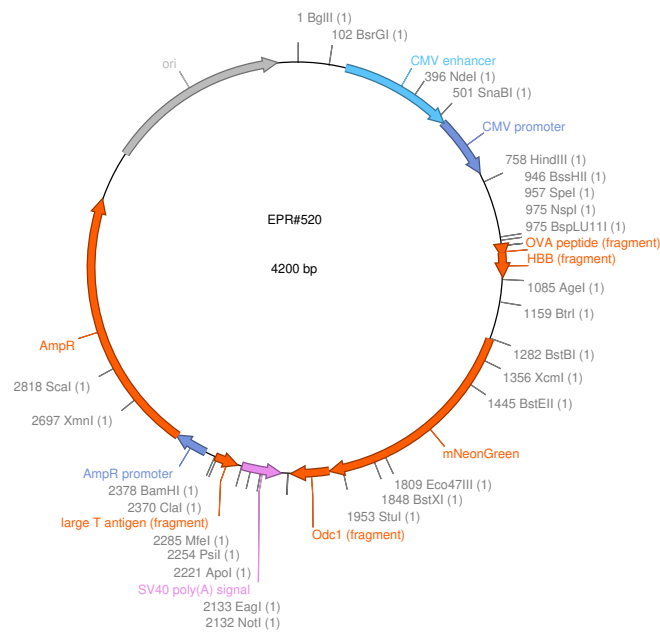 1 BglII (1)
102 BsrGI (1)
CMV enhancer
396 NdeI (1)
501 SnaBI (1)
CMV promoter
758 HindIII (1)
946 BssHII (1)
957 SpeI (1)
975 NspI (1)
975 BspLU11I (1)
OVA peptide (fragment)
HBB (fragment)
1085 AgeI (1)
1159 BtrI (1)
1282 BstBI (1)
1356 XcmI (1)
1445 BstEII (1)
mNeonGreen
1809 Eco47III (1)
1848 BstXI (1)
1953 StuI (1)
Odc1 (fragment)
2132 NotI (1)
2133 EagI (1)
SV40 poly(A) signal
2221 ApoI (1)
2254 PsiI (1)
2285 MfeI (1)
large T antigen (fragment)
2370 ClaI (1)
2378 BamHI (1)
AmpR promoter
2697 XmnI (1)
2818 ScaI (1)
AmpR
ori
EPR#520
4200 bp